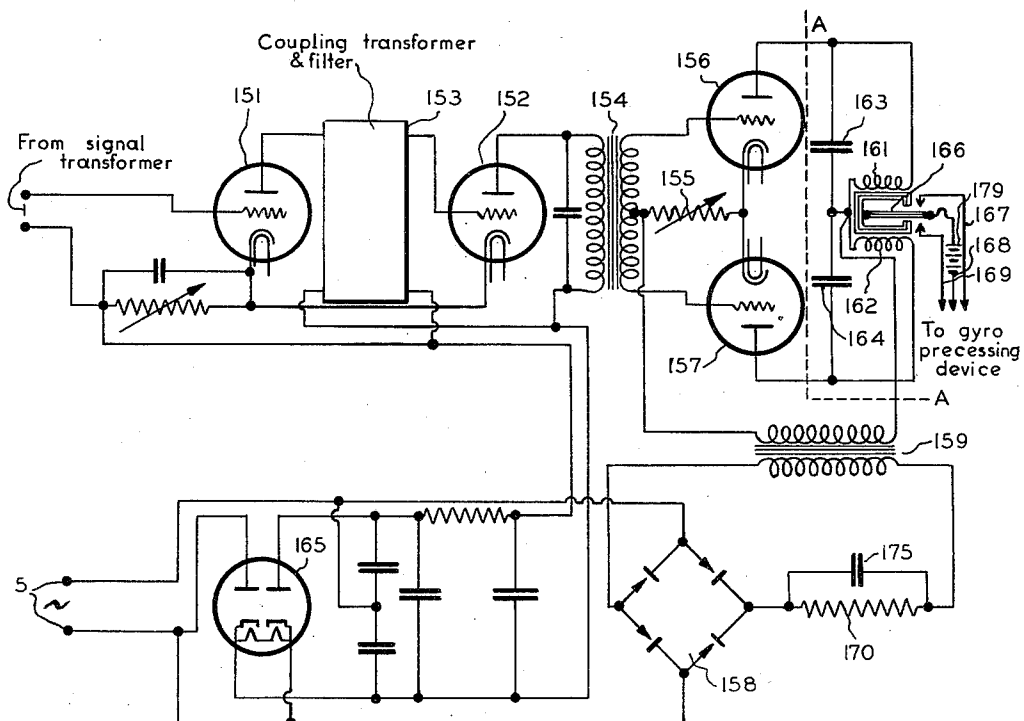 A
Coupling transformer
& filter
156
151
153
152
154
163
From signal
transformer
161
166
179
155
167
168
162
169
164
To gyro
precessing
device
157
A
159
165
175
S
~
170
158